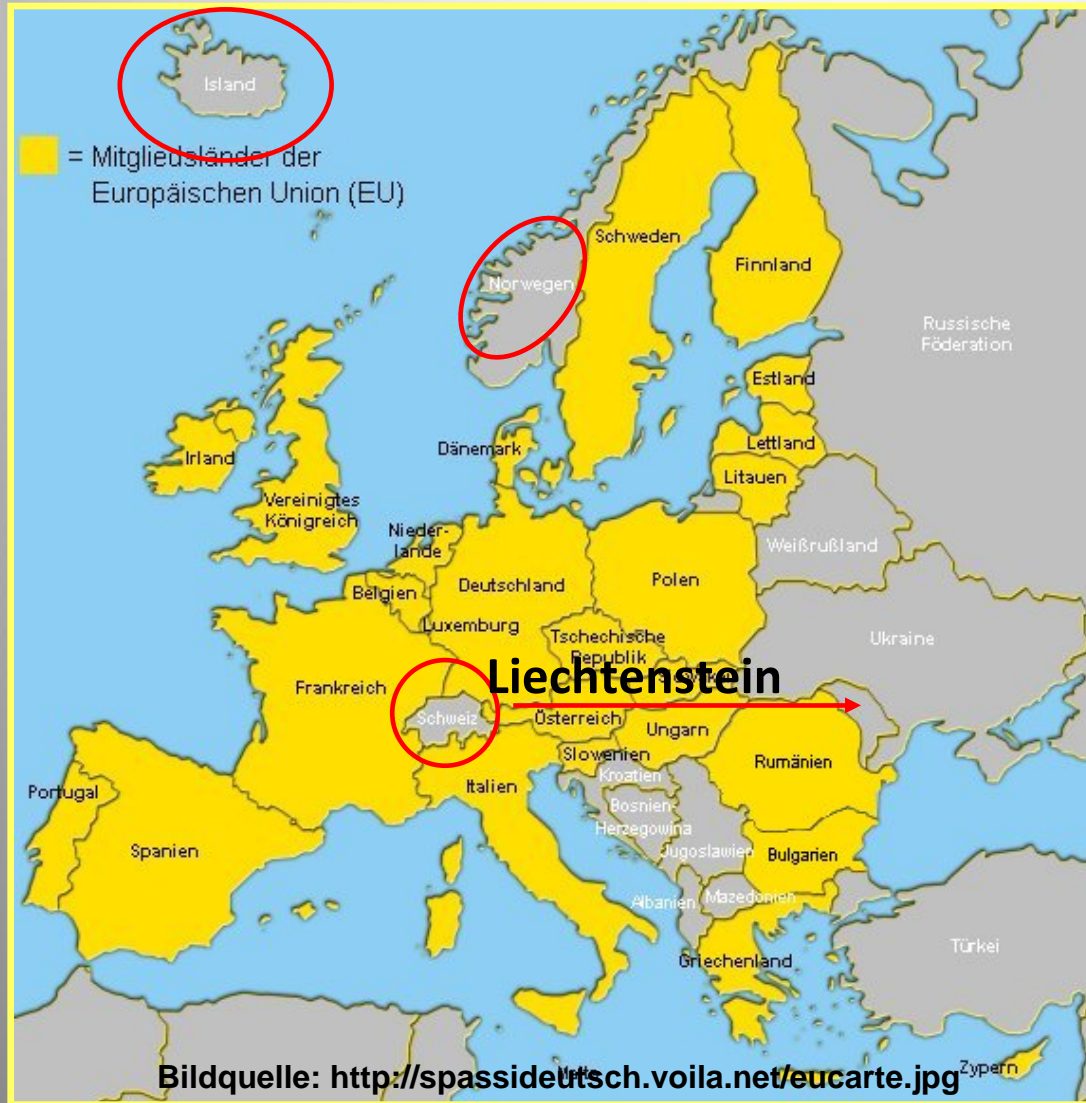 Island
= Mitgliedsländer der
Europäischen Union (EU)
Schweden
Finnland
Norwegen
Russische
Föderation
Estland
Dänemark
Lettland
Irland
Litauen
Vereinigtes
Königreich
Nieder-
lande
Weißrußland
Belgien
Deutschland
Polen
Luxemburg
Tschechische
Republik
Ukraine
Liechtenstein
Frankreich
Schweiz
Österreich
Ungarn
Slowenien
Rumänien
Kroatien
Italien
Portugal
Bosnien-
Herzegowina
Spanien
Jugoslawien
Bulgarien
Albanien
Mazedonien
Türkei
Griechenland
Zypern
Bildquelle: http://spassideutsch.voila.net/eucarte.jpg